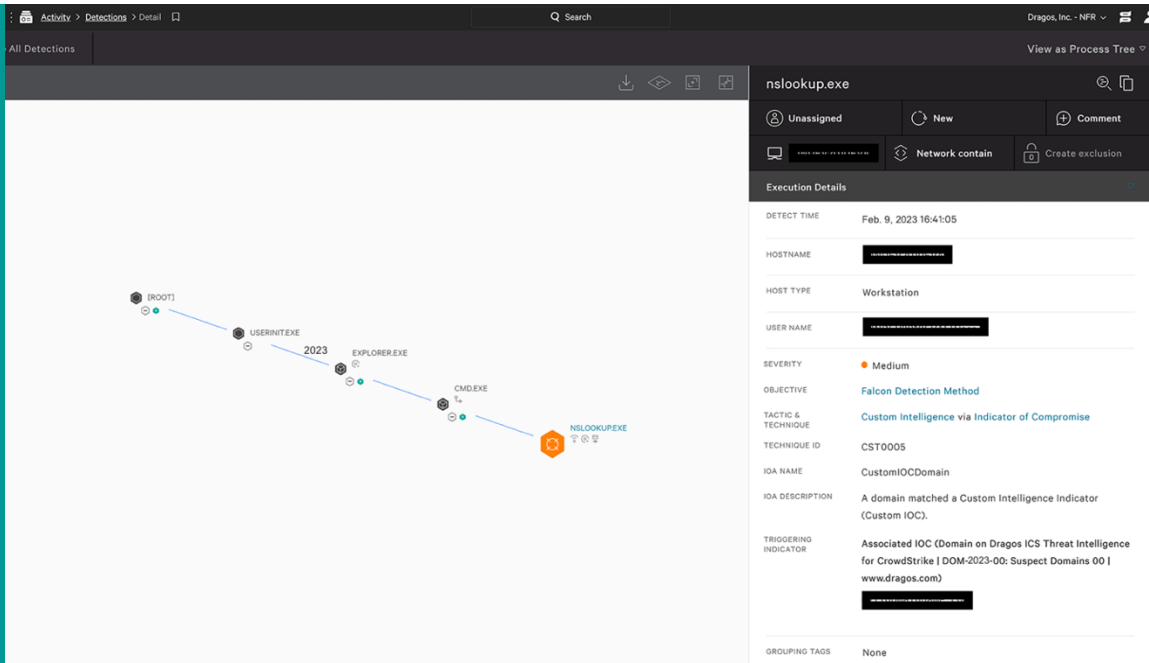 Activity > Detections > Detail
Search
Dragos, Inc. - NFR
All Detections
View as Process Tree
nslookup.exe
Unassigned
New
Comment
Network contain
Create exclusion
Execution Details
DETECT TIME
Feb. 9, 2023 16:41:05
HOSTNAME
HOST TYPE
Workstation
USER NAME
SEVERITY
Medium
OBJECTIVE
Falcon Detection Method
TACTIC &
TECHNIQUE
Custom Intelligence via Indicator of Compromise
TECHNIQUE ID
CST0005
IOA NAME
CustomIOCDomain
IOA DESCRIPTION
A domain matched a Custom Intelligence Indicator
(Custom IOC).
TRIGGERING
INDICATOR
Associated IOC (Domain on Dragos ICS Threat Intelligence
for CrowdStrike | DOM-2023-00: Suspect Domains 00 |
www.dragos.com)
GROUPING TAGS
None
[ROOT]
USERINIT.EXE
2023
EXPLORER.EXE
CMD.EXE
NSLOOKUP.EXE